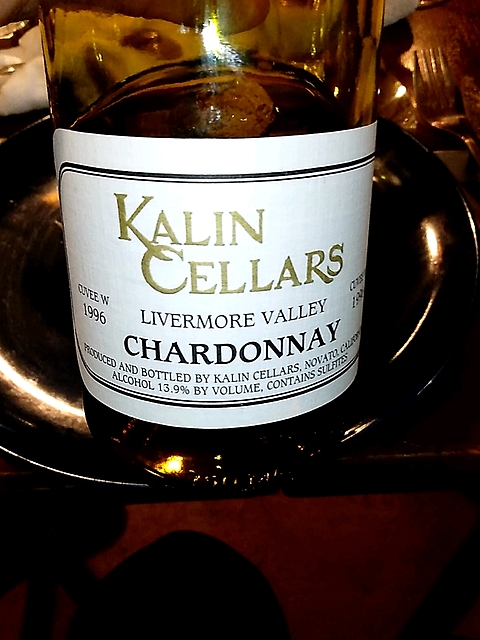 KALIN
CELLARS
CUVEE W
1996
LIVERMORE VALLEY
CHARDONNAY
PRODUCED AND BOTTLED BY KALIN CELLARS, NOVATO,
ALCOHOL 13.9% BY VOLUME, CONTAINS SULFITES